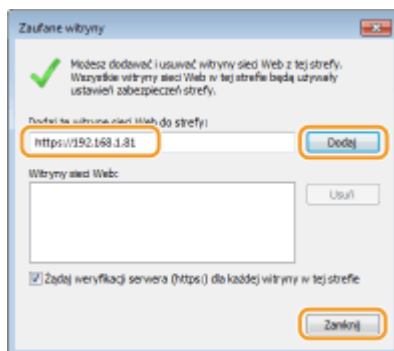 Zaufane witryny
Możesz dodawać i usuwać witryny sieci Web z tej strefy.
Wszystkie witryny sieci Web w tej strefie będą używały
ustawień zabezpieczeń strefy.
Dodaj tę witrynę sieci Web do strefy:
https://192.168.1.81
Dodaj
Witryny sieci Web:
Usuń
Żądaj weryfikacji serwera (https:) dla każdej witryny w tej strefie
Zamknij